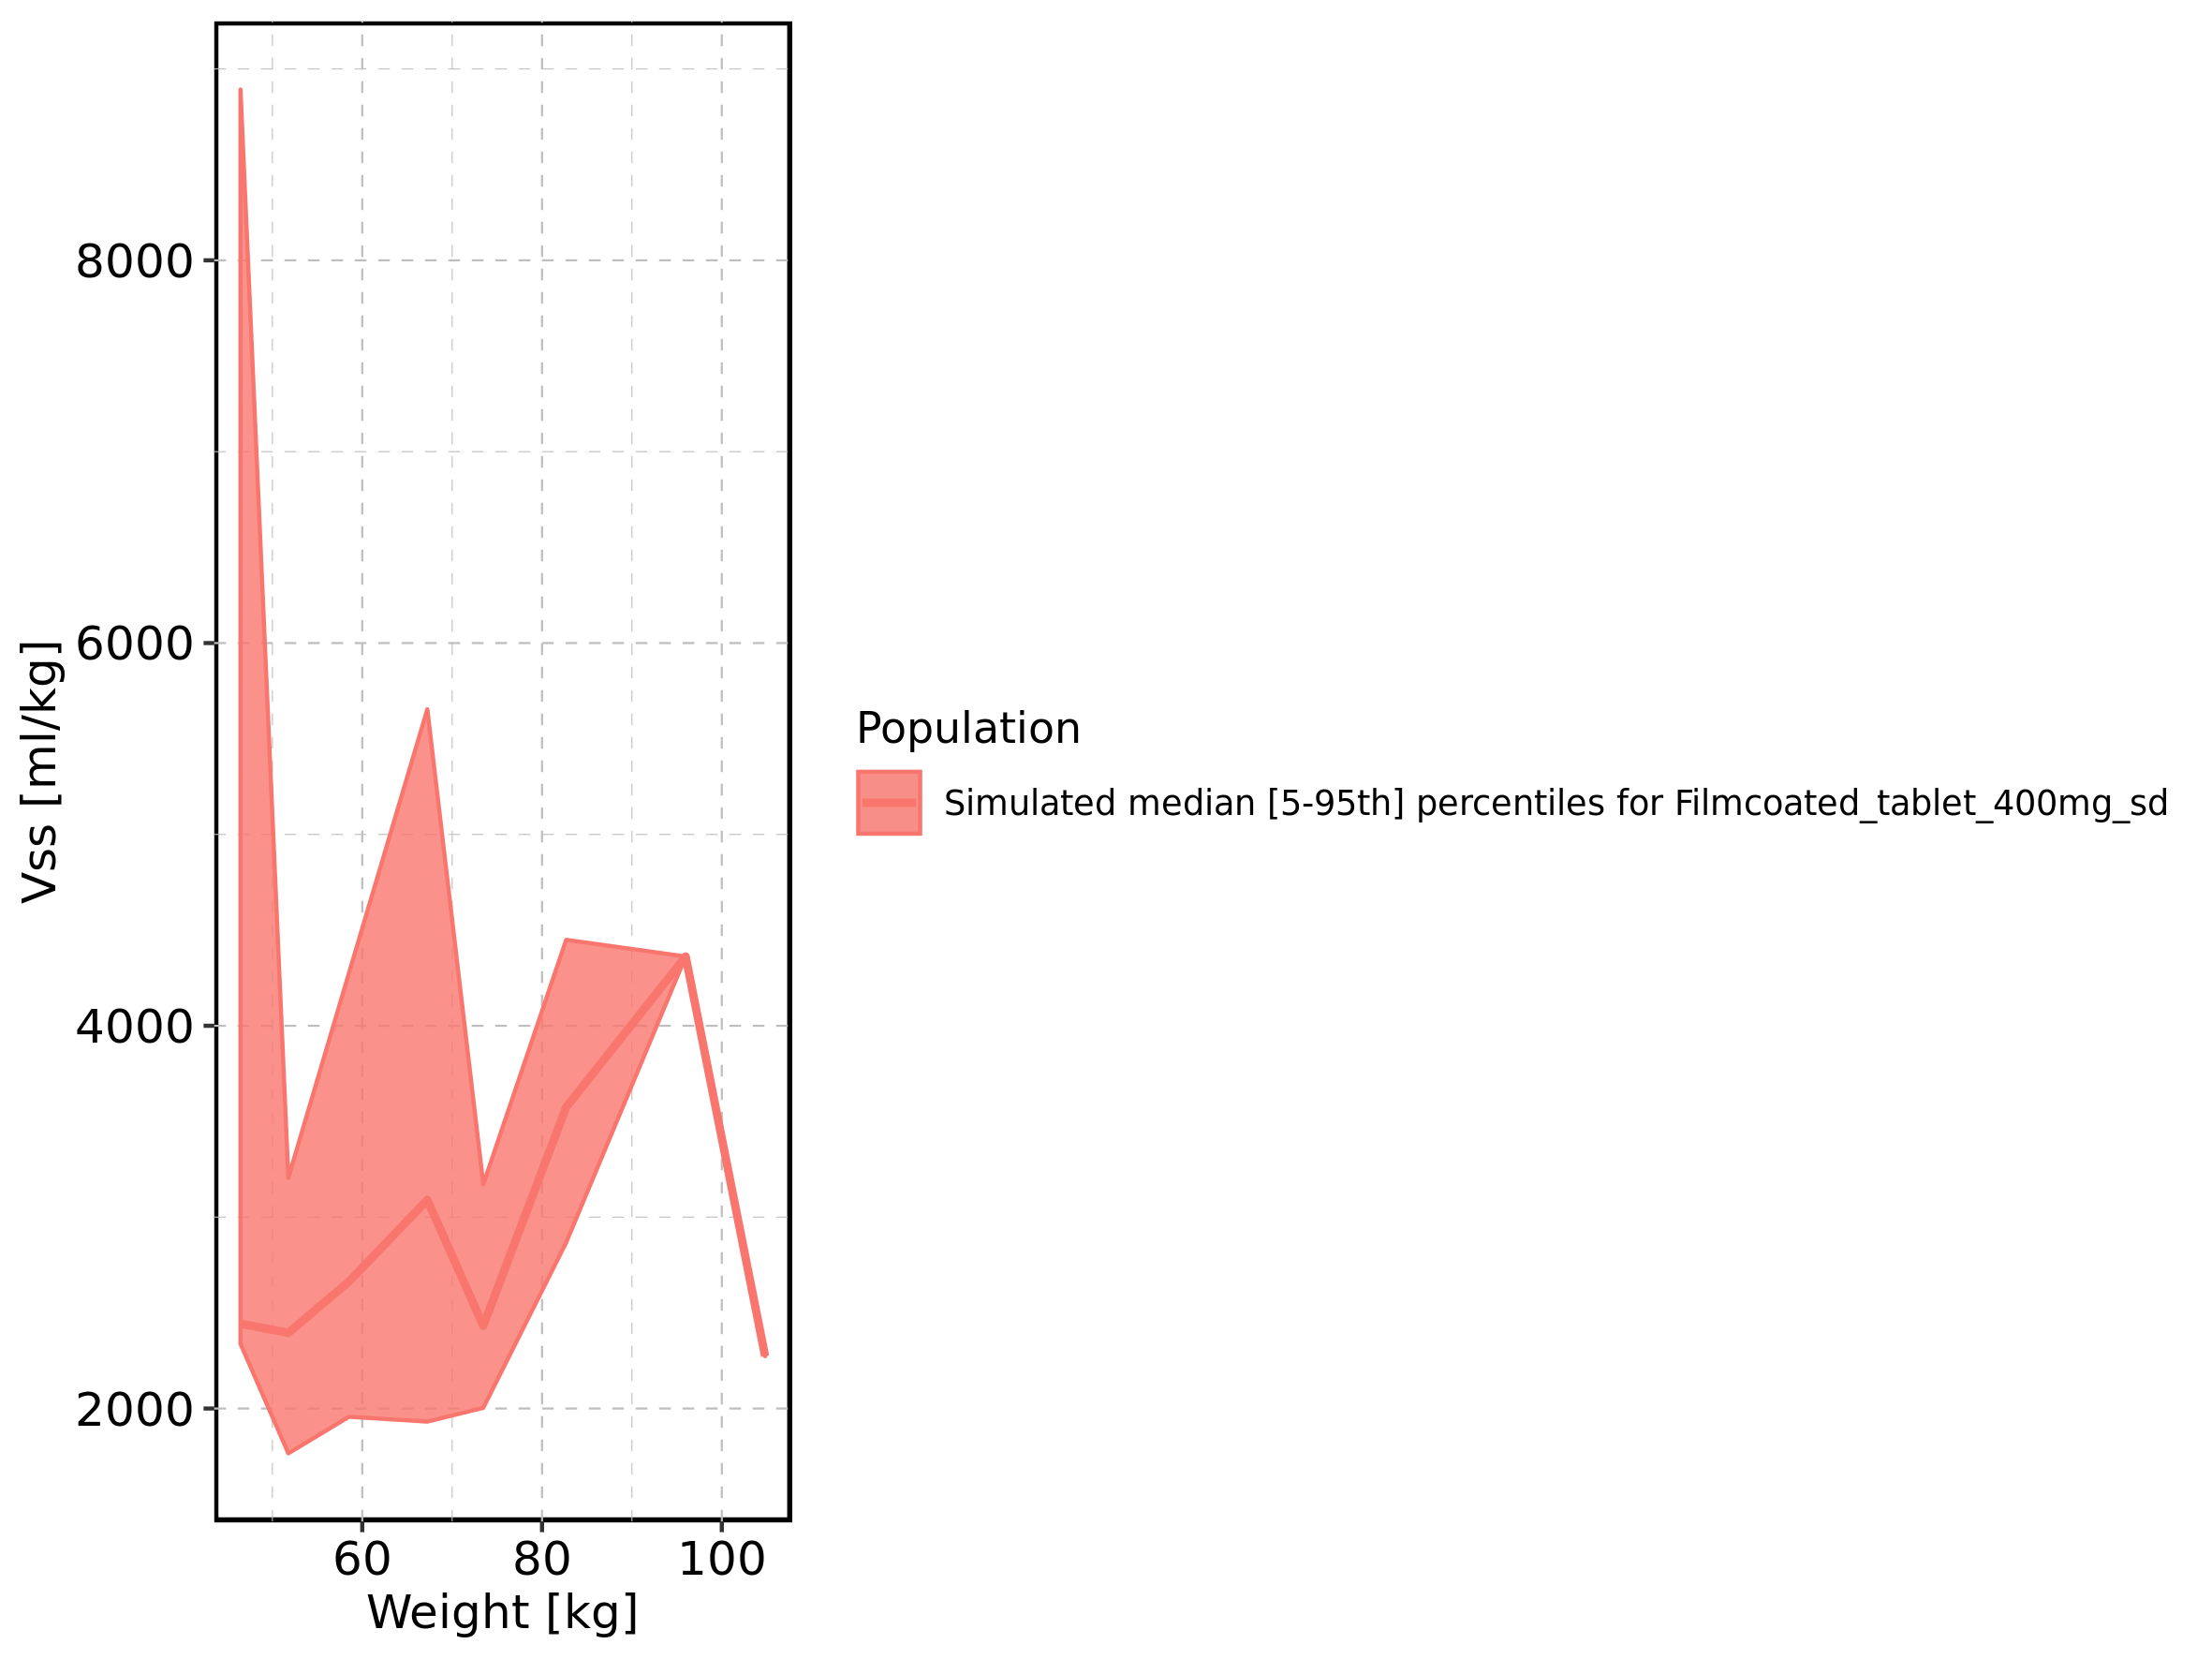 Vss [ml/kg]
8000
6000
4000
2000
60 80 100
Weight [kg]
Population
Simulated median [5-95th] percentiles for Filmcoated_tablet_400mg_sd